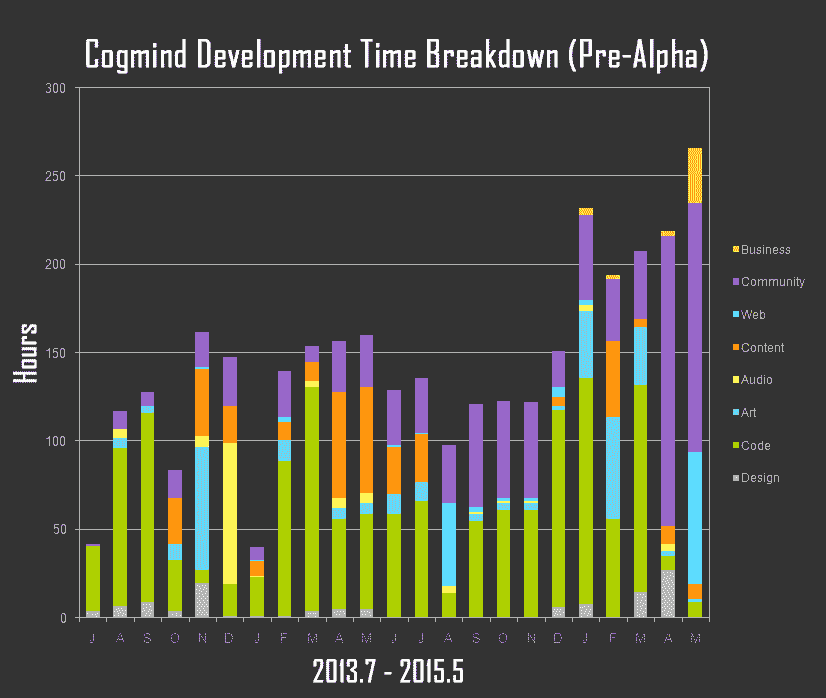 Cogmind Development Time Breakdown (Pre-Alpha)
300
250
200
150
100
50
0
Hours
J A S O N D J F M A M J J A S O N D J F M A M
2013.7 - 2015.5
Business
Community
Web
Content
Audio
Art
Code
Design